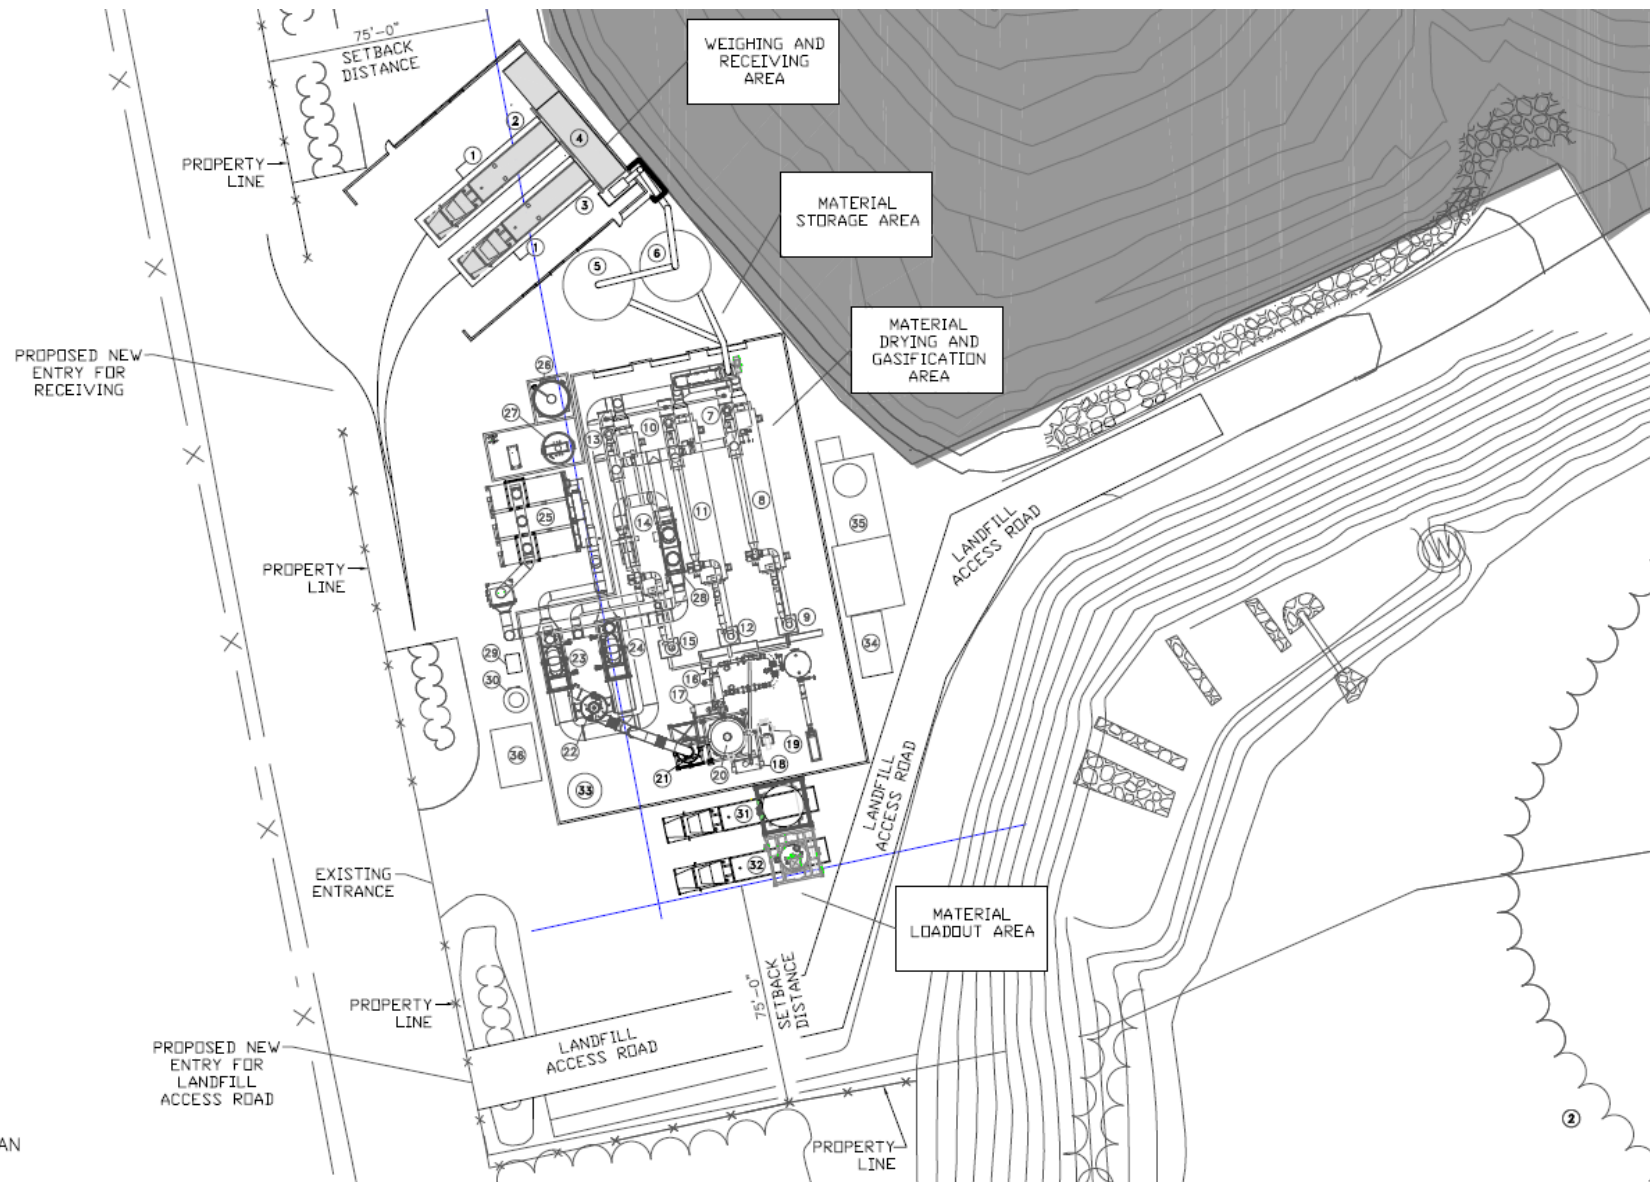 75'-0"
SETBACK
DISTANCE
WEIGHING AND
RECEIVING
AREA
PROPERTY
LINE
2
1
4
3
1
MATERIAL
STORAGE AREA
5
6
MATERIAL
DRYING AND
GASIFICATION
AREA
PROPOSED NEW
ENTRY FOR
RECEIVING
26
27
13
10
7
25
14
11
8
35
LANDFILL
ACCESS ROAD
PROPERTY
LINE
28
9
12
15
34
29
23
24
30
16
17
22
21
20
19
18
36
33
LANDFILL
ACCESS ROAD
31
32
EXISTING
ENTRANCE
MATERIAL
LOADOUT AREA
75'-0"
SETBACK
DISTANCE
PROPERTY
LINE
LANDFILL
ACCESS ROAD
PROPOSED NEW
ENTRY FOR
LANDFILL
ACCESS ROAD
2
AN
PROPERTY
LINE